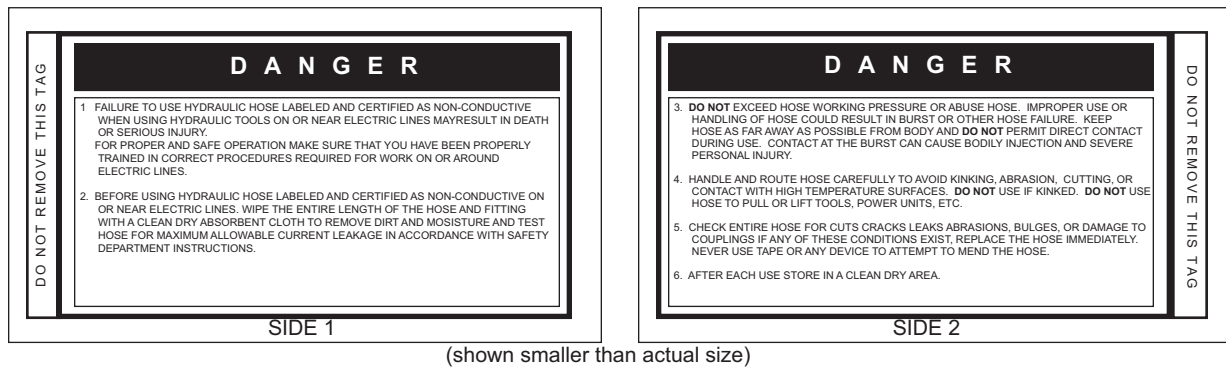 DO NOT REMOVE THIS TAG
D A N G E R
1 FAILURE TO USE HYDRAULIC HOSE LABELED AND CERTIFIED AS NON-CONDUCTIVE
WHEN USING HYDRAULIC TOOLS ON OR NEAR ELECTRIC LINES MAYRESULT IN DEATH
OR SERIOUS INJURY.
FOR PROPER AND SAFE OPERATION MAKE SURE THAT YOU HAVE BEEN PROPERLY
TRAINED IN CORRECT PROCEDURES REQUIRED FOR WORK ON OR AROUND
ELECTRIC LINES.
2. BEFORE USING HYDRAULIC HOSE LABELED AND CERTIFIED AS NON-CONDUCTIVE ON
OR NEAR ELECTRIC LINES. WIPE THE ENTIRE LENGTH OF THE HOSE AND FITTING
WITH A CLEAN DRY ABSORBENT CLOTH TO REMOVE DIRT AND MOSISTURE AND TEST
HOSE FOR MAXIMUM ALLOWABLE CURRENT LEAKAGE IN ACCORDANCE WITH SAFETY
DEPARTMENT INSTRUCTIONS.
SIDE 1
D A N G E R
3. DO NOT EXCEED HOSE WORKING PRESSURE OR ABUSE HOSE. IMPROPER USE OR
HANDLING OF HOSE COULD RESULT IN BURST OR OTHER HOSE FAILURE. KEEP
HOSE AS FAR AWAY AS POSSIBLE FROM BODY AND DO NOT PERMIT DIRECT CONTACT
DURING USE. CONTACT AT THE BURST CAN CAUSE BODILY INJECTION AND SEVERE
PERSONAL INJURY.
4. HANDLE AND ROUTE HOSE CAREFULLY TO AVOID KINKING, ABRASION, CUTTING, OR
CONTACT WITH HIGH TEMPERATURE SURFACES. DO NOT USE IF KINKED. DO NOT USE
HOSE TO PULL OR LIFT TOOLS, POWER UNITS, ETC.
5. CHECK ENTIRE HOSE FOR CUTS CRACKS LEAKS ABRASIONS, BULGES, OR DAMAGE TO
COUPLINGS IF ANY OF THESE CONDITIONS EXIST, REPLACE THE HOSE IMMEDIATELY.
NEVER USE TAPE OR ANY DEVICE TO ATTEMPT TO MEND THE HOSE.
6. AFTER EACH USE STORE IN A CLEAN DRY AREA.
DO NOT REMOVE THIS TAG
SIDE 2
(shown smaller than actual size)